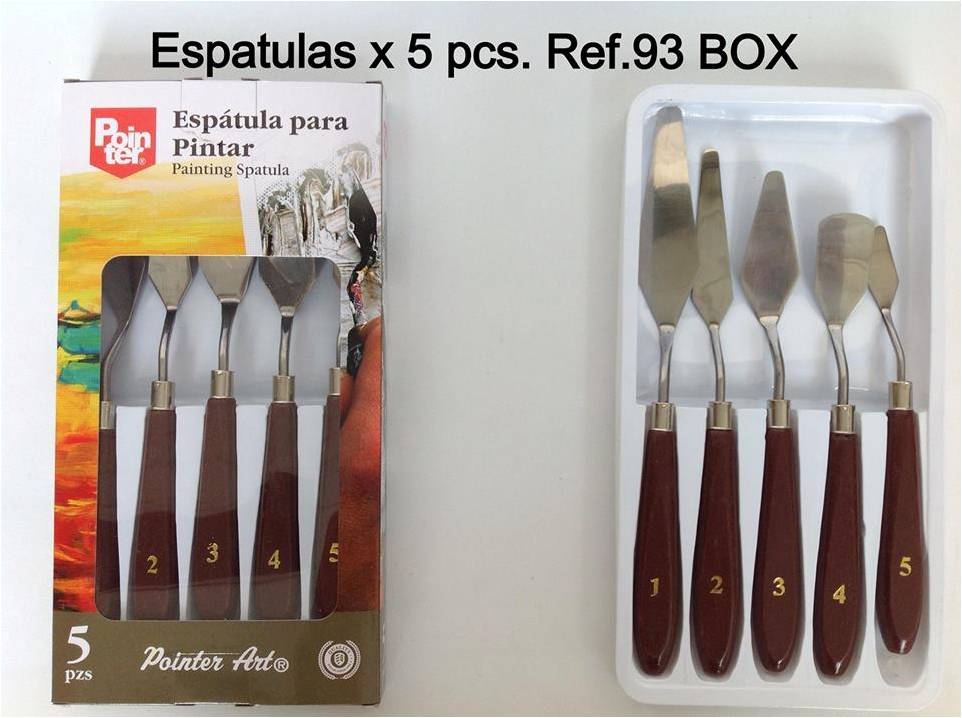 Espatulas x 5 pcs. Ref.93 BOX
Poin
ter®
Espátula para
Pintar
Painting Spatula
2
3
4
5
5
pzs
Pointer Art®
1
2
3
4
5